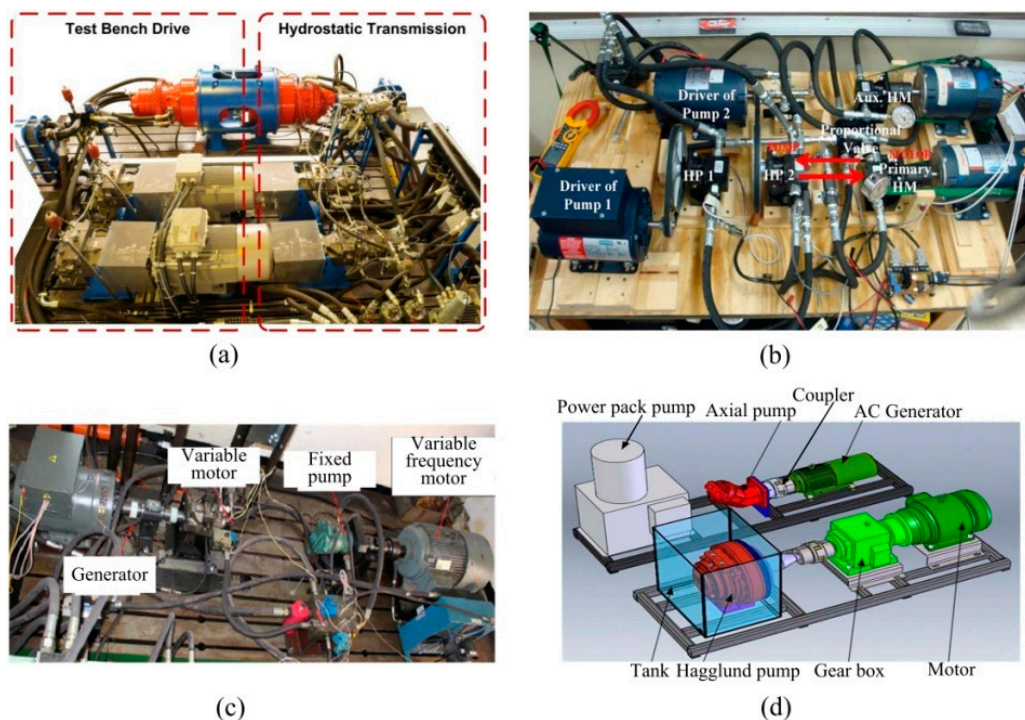 Test Bench Drive
Hydrostatic Transmission
(a)
Driver of
Pump 2
Aux. HM
Proportional
Valve
PUMP
MOTOR
HP 1
HP 2
Primary
HM
Driver of
Pump 1
(b)
Variable
motor
Fixed
pump
Variable
frequency
motor
Generator
(c)
Power pack pump
Axial pump
Coupler
AC Generator
Tank
Hagglund pump
Gear box
Motor
(d)